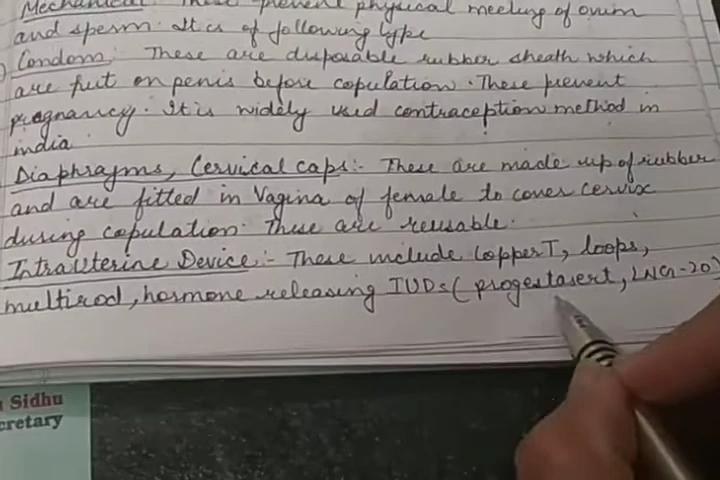 Mechanical These prevent physical meeting of ovum
and sperm. It is of following type
Condom: These are disposable rubber sheath which
are put on penis before copulation. These prevent
pregnancy. It is widely used contraception method in
india.
Diaphragms, Cervical caps:- These are made up of rubber
and are fitted in Vagina of female to cover cervix
during copulation. These are reusable.
IntraUterine Device:- These include CopperT, loops,
multirod, hormone releasing IUDs (progestasert, LNG-20)
Sidhu
cretary